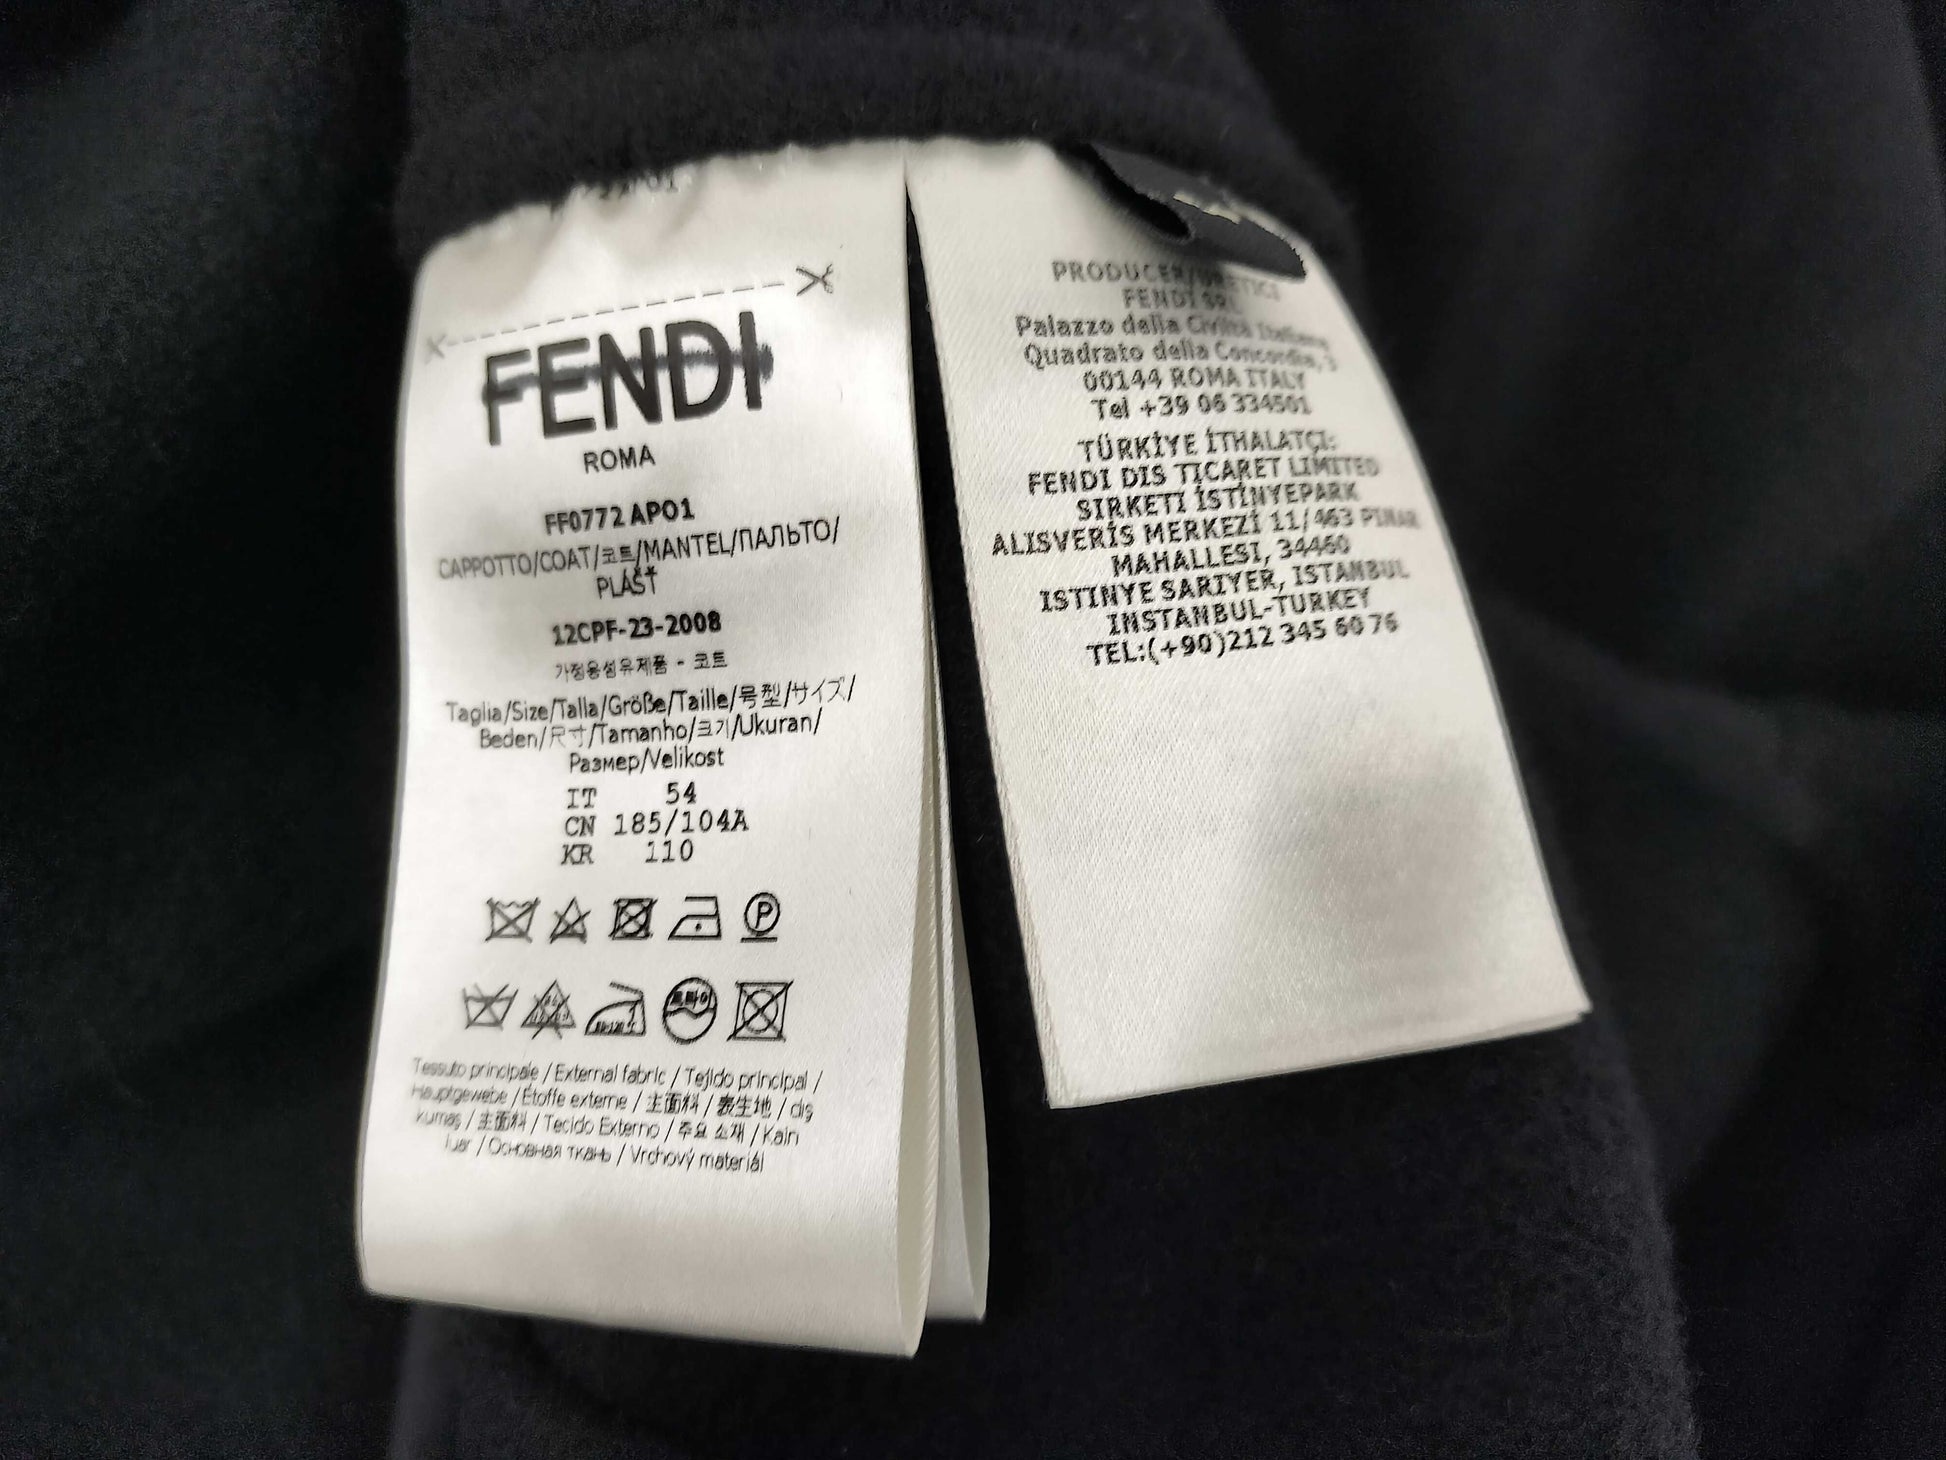 FENDI
ROMA
FF0772 APO1
CAPPOTTO/COAT/코트/MANTEL/ПАЛЬТО/
PLÁŠŤ
12CPF-23-2008
가정용섬유제품 - 코트
Taglia/Size/Talla/Größe/Taille/号型/サイズ/
Beden/尺寸/Tamanho/크기/Ukuran/
Размер/Velikost
IT 54
CN 185/104A
KR 110
P
Tessuto principale / External fabric / Tejido principal /
Hauptgewebe / Étoffe externe / 主面料 / 表生地 / dış
kumaş / 主面料 / Tecido Externo / 주요 소재 / Kain
luar / Основная ткань / Vrchový materiál
PRODUCER/ÜRETİCİ
FENDI SRL
Palazzo della Civiltà Italiana
Quadrato della Concordia, 3
00144 ROMA ITALY
Tel +39 06 334501
TÜRKİYE İTHALATÇI:
FENDI DIS TİCARET LIMITED
SIRKETI İSTİNYEPARK
ALISVERİS MERKEZİ 11/463 PINAR
MAHALLESI, 34460
ISTINYE SARIYER, ISTANBUL
INSTANBUL-TURKEY
TEL:(+90)212 345 60 76